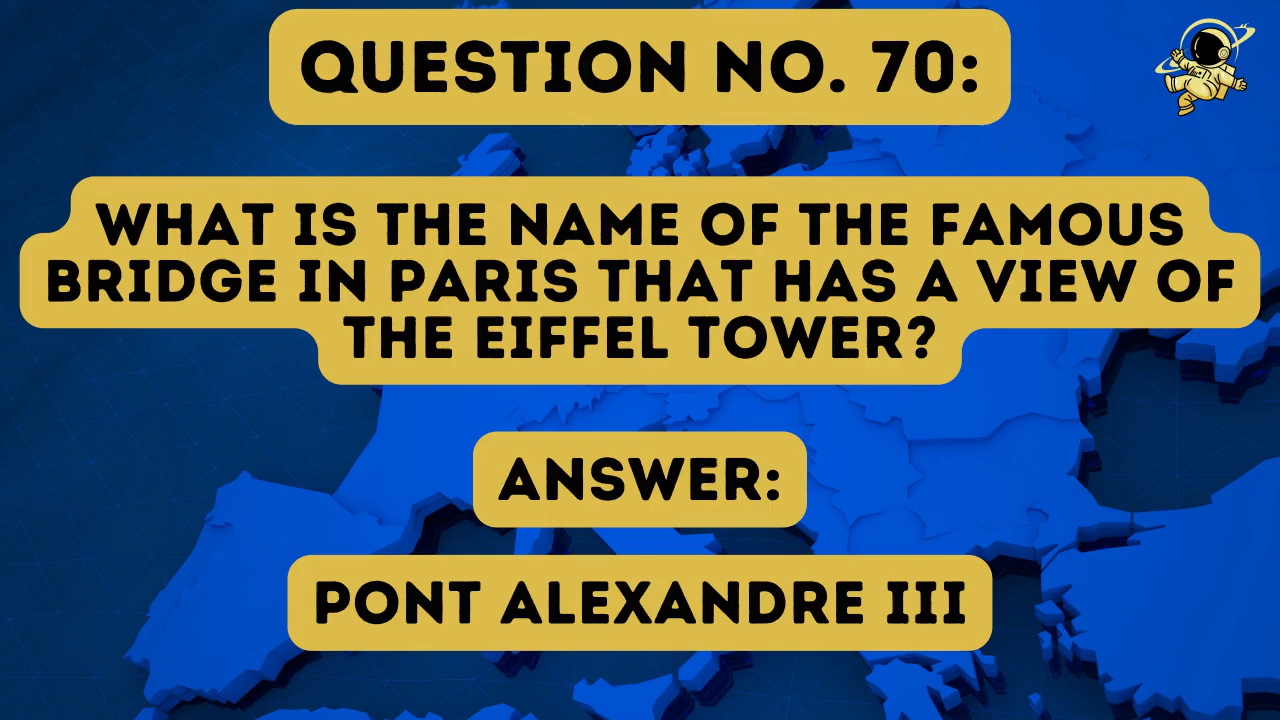 QUESTION NO. 70:
WHAT IS THE NAME OF THE FAMOUS
BRIDGE IN PARIS THAT HAS A VIEW OF
THE EIFFEL TOWER?
ANSWER:
PONT ALEXANDRE III